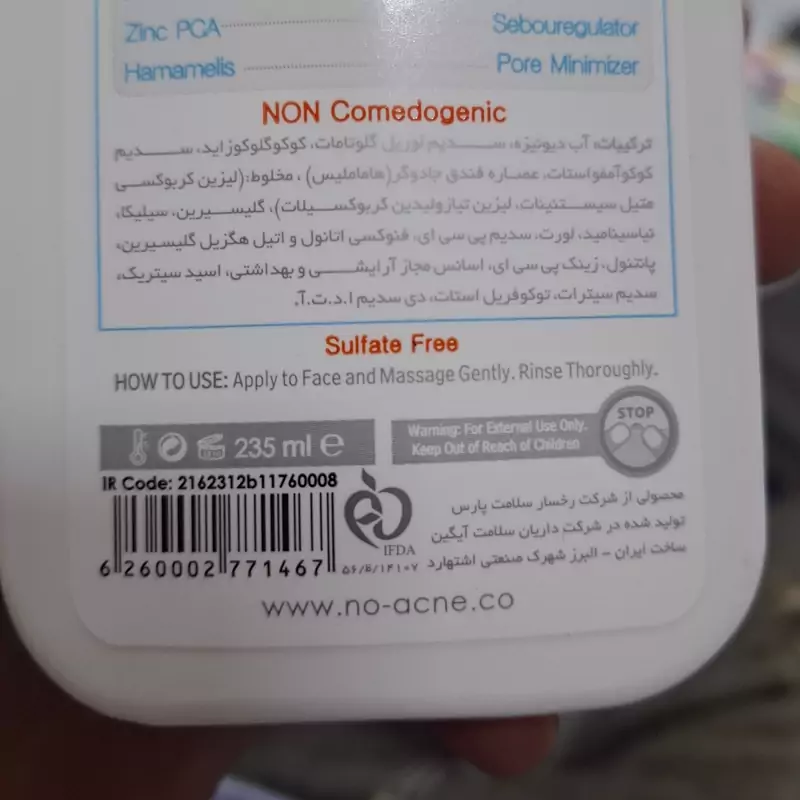 Zinc PCA Sebouregulator
Hamamelis Pore Minimizer
NON Comedogenic
ترکیبات: آب دیونیزه، سدیم لوریل گلوتامات، کوکوگلوکوزاید، سدیم
کوکوآمفواستات، عصاره فندق جادوگر(هاماملیس) ، مخلوط:(لیزین کربوکسی
متیل سیستئینات، لیزین تیازولیدین کربوکسیلات)، گلیسیرین، سیلیکا،
نیاسینامید، لورت، سدیم پی سی ای، فنوکسی اتانول و اتیل هگزیل گلیسیرین،
پانتنول، زینک پی سی ای، اسانس مجاز آرایشی و بهداشتی، اسید سیتریک،
سدیم سیترات، توکوفریل استات، دی سدیم ا.د.ت.آ.
Sulfate Free
HOW TO USE: Apply to Face and Massage Gently. Rinse Thoroughly.
235 ml e
Warning: For External Use Only.
Keep Out of Reach of Children
STOP
IR Code: 2162312b11760008
6 260002 771467
IFDA
۵۶/ق/۱۴۱۰۷
محصولی از شرکت رخسار سلامت پارس
تولید شده در شرکت داریان سلامت آیگین
ساخت ایران - البرز شهرک صنعتی اشتهارد
www.no-acne.co